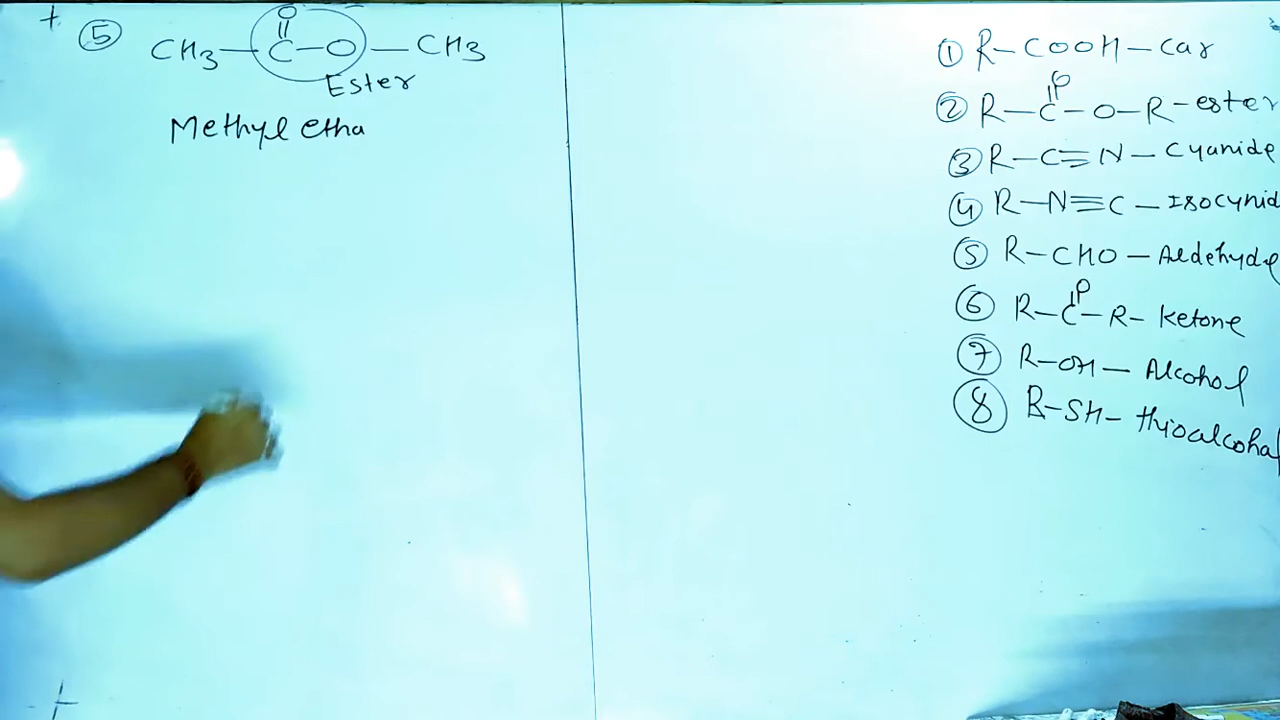 ⑤ CH3—C—O—CH3
O
Ester
Methyl etha
① R—COOH—Car
O
② R—C—O—R—ester
③ R—C≡N—Cyanide
④ R—N≡C—Isocynid
⑤ R—CHO—Aldehyde
O
⑥ R—C—R—ketone
⑦ R—OH—Alcohol
⑧ R—SH—thioalcohol